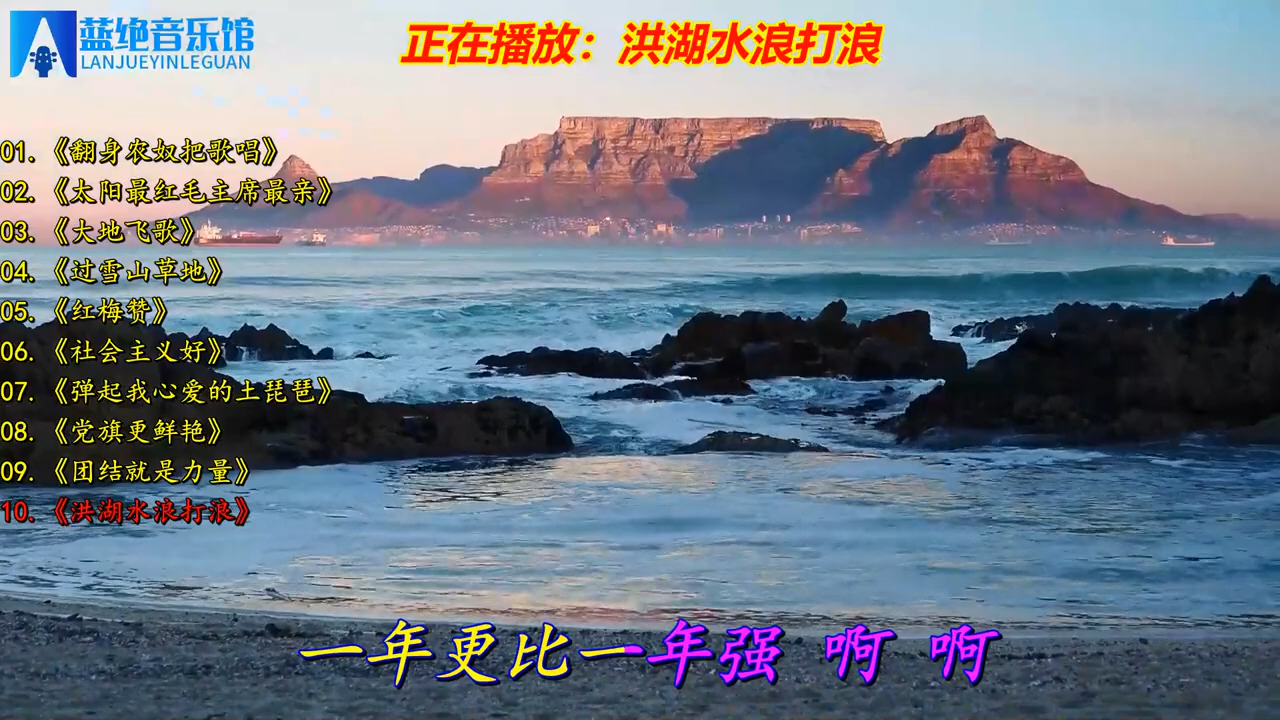 蓝绝音乐馆
LANJUEYINLEGUAN
正在播放：洪湖水浪打浪
01.《翻身农奴把歌唱》
02.《太阳最红毛主席最亲》
03.《大地飞歌》
04.《过雪山草地》
05.《红梅赞》
06.《社会主义好》
07.《弹起我心爱的土琵琶》
08.《党旗更鲜艳》
09.《团结就是力量》
10.《洪湖水浪打浪》
一年更比一年强 啊 啊